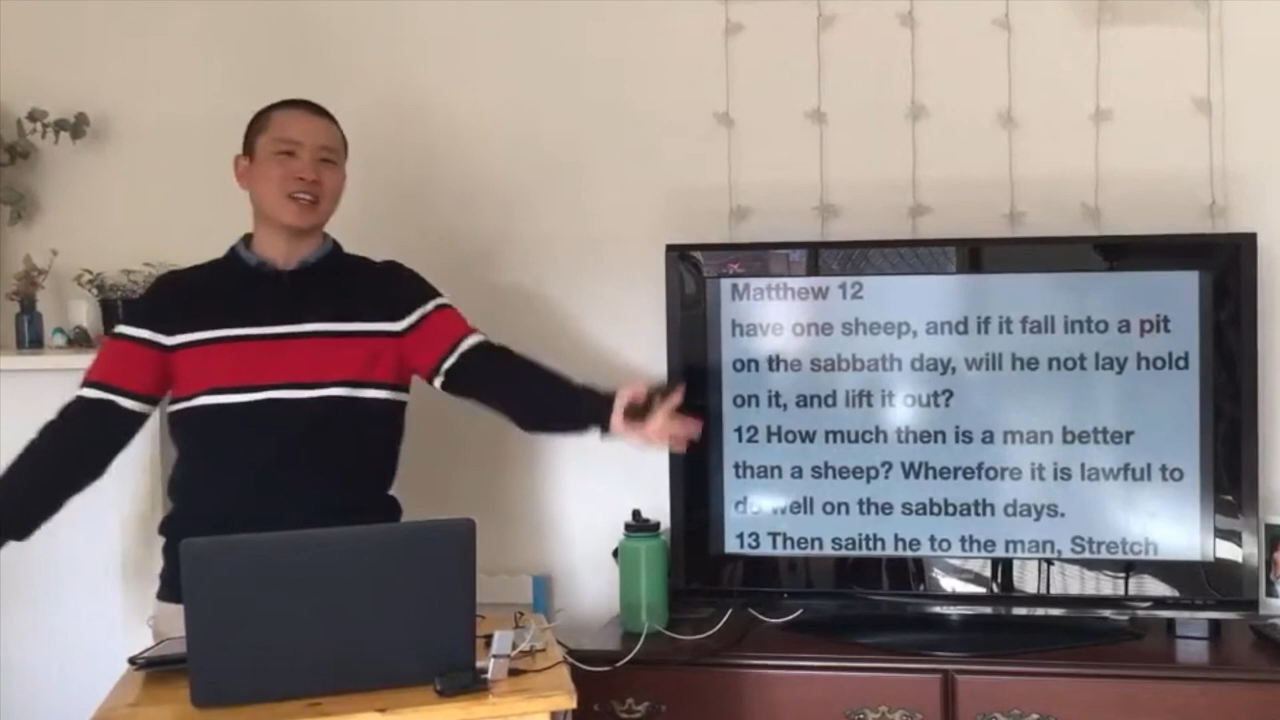 Matthew 12
have one sheep, and if it fall into a pit
on the sabbath day, will he not lay hold
on it, and lift it out?
12 How much then is a man better
than a sheep? Wherefore it is lawful to
do well on the sabbath days.
13 Then saith he to the man, Stretch